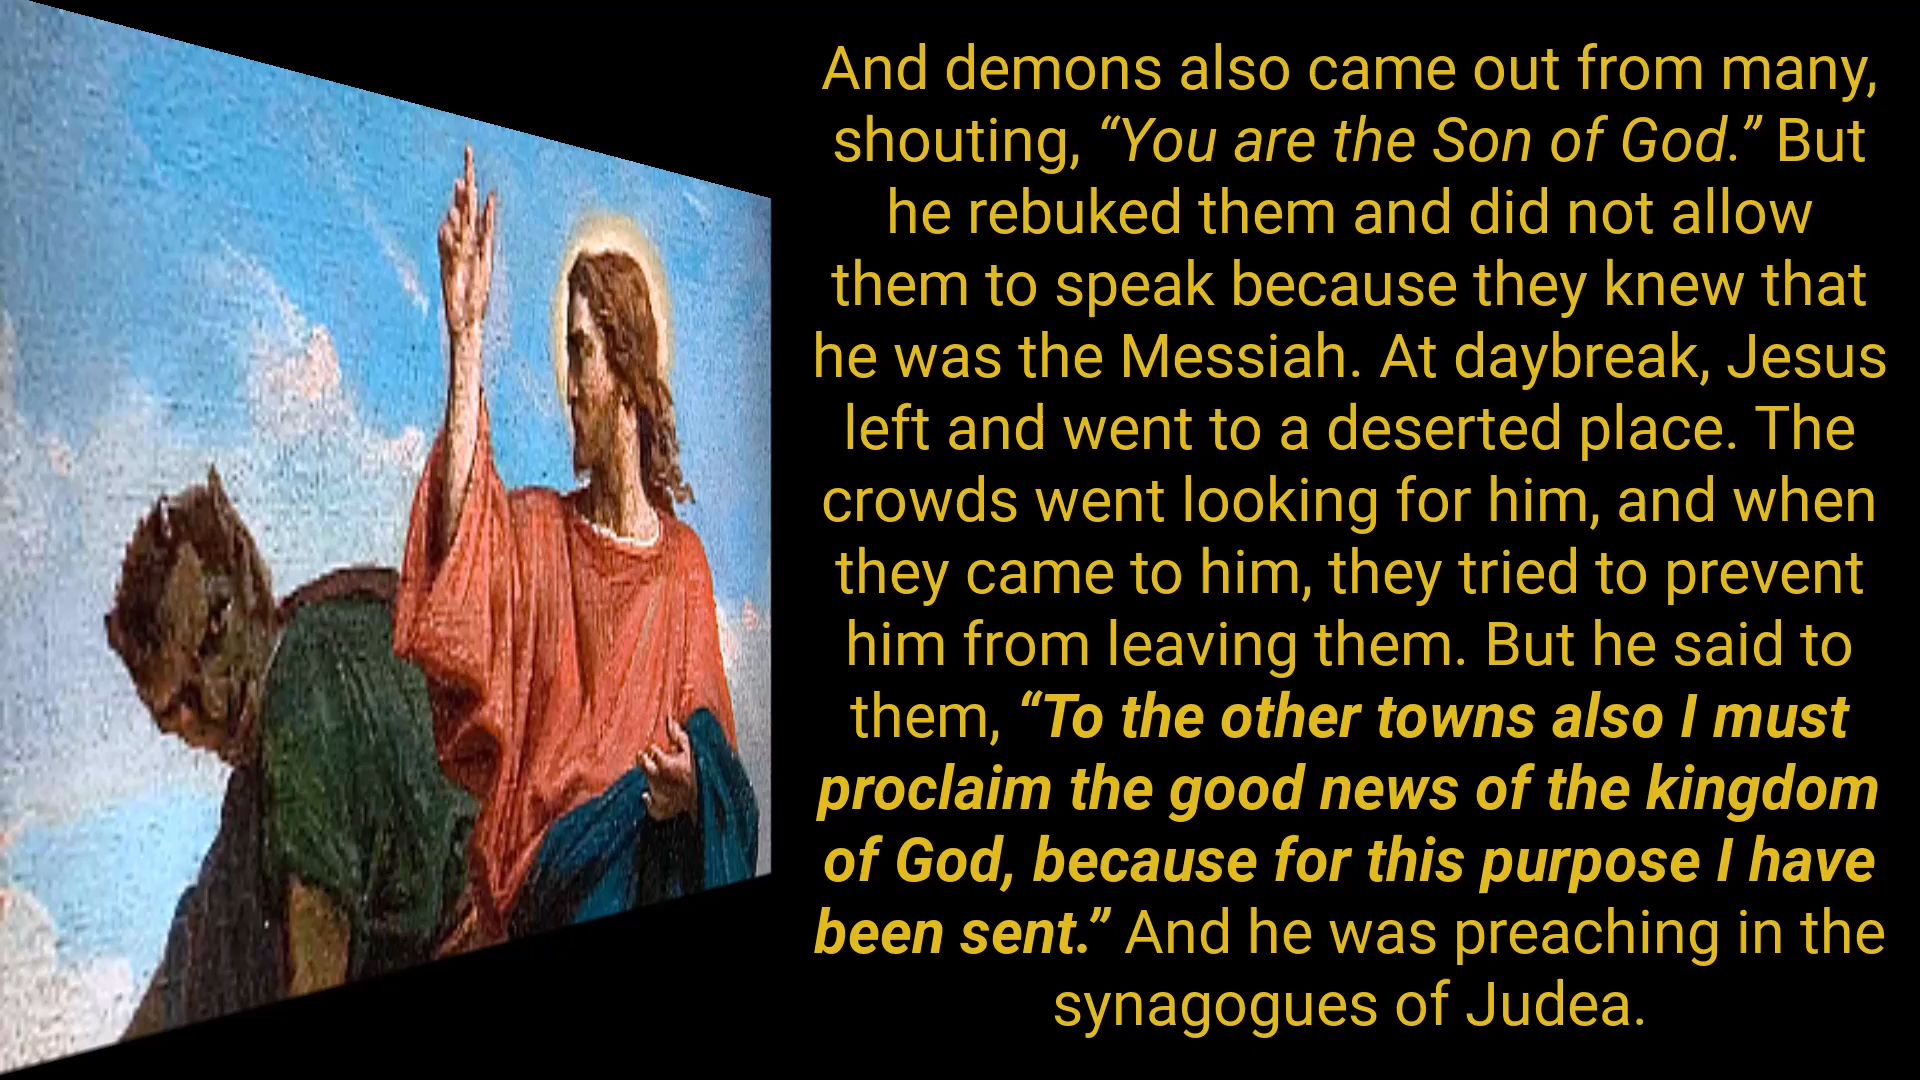 And demons also came out from many,
shouting, “You are the Son of God.” But
he rebuked them and did not allow
them to speak because they knew that
he was the Messiah. At daybreak, Jesus
left and went to a deserted place. The
crowds went looking for him, and when
they came to him, they tried to prevent
him from leaving them. But he said to
them, “To the other towns also I must
proclaim the good news of the kingdom
of God, because for this purpose I have
been sent.” And he was preaching in the
synagogues of Judea.